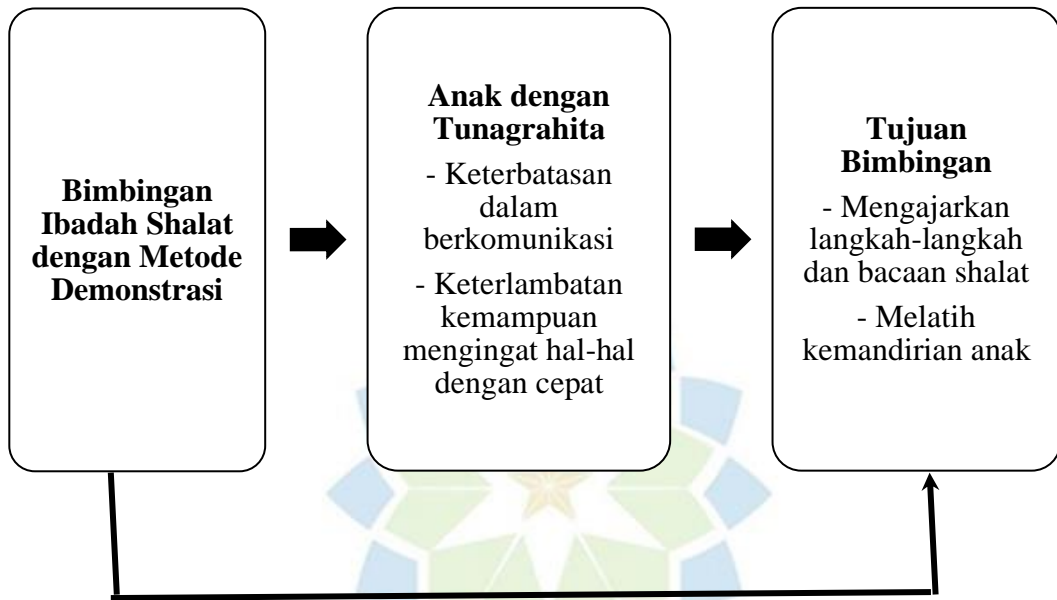 Bimbingan
Ibadah Shalat
dengan Metode
Demonstrasi
Anak dengan
Tunagrahita
- Keterbatasan
dalam
berkomunikasi
- Keterlambatan
kemampuan
mengingat hal-hal
dengan cepat
Tujuan
Bimbingan
- Mengajarkan
langkah-langkah
dan bacaan shalat
- Melatih
kemandirian anak